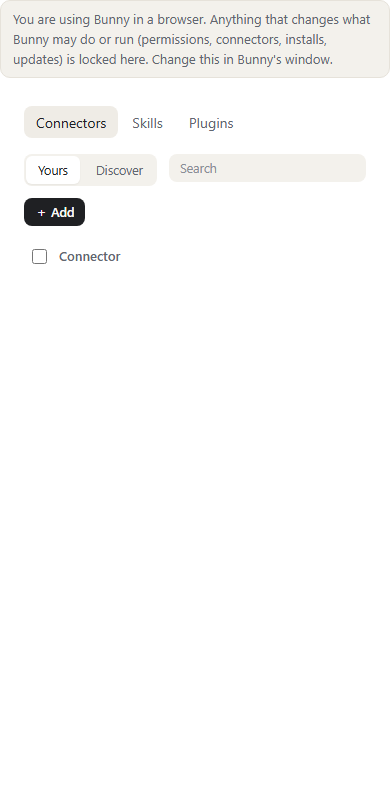 You are using Bunny in a browser. Anything that changes what
Bunny may do or run (permissions, connectors, installs,
updates) is locked here. Change this in Bunny's window.
Connectors Skills Plugins
Yours Discover Search
+ Add
Connector